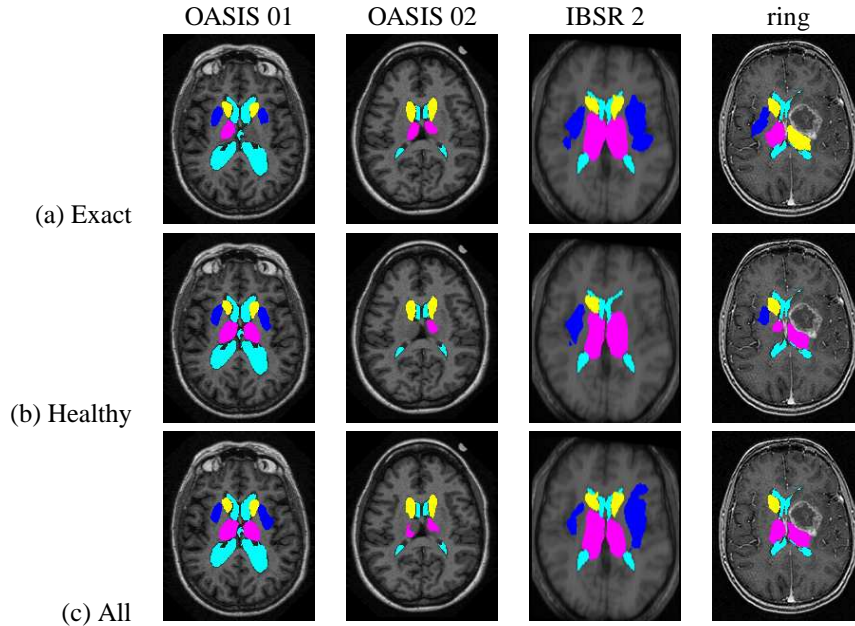 OASIS 01 OASIS 02 IBSR 2 ring
(a) Exact
(b) Healthy
(c) All